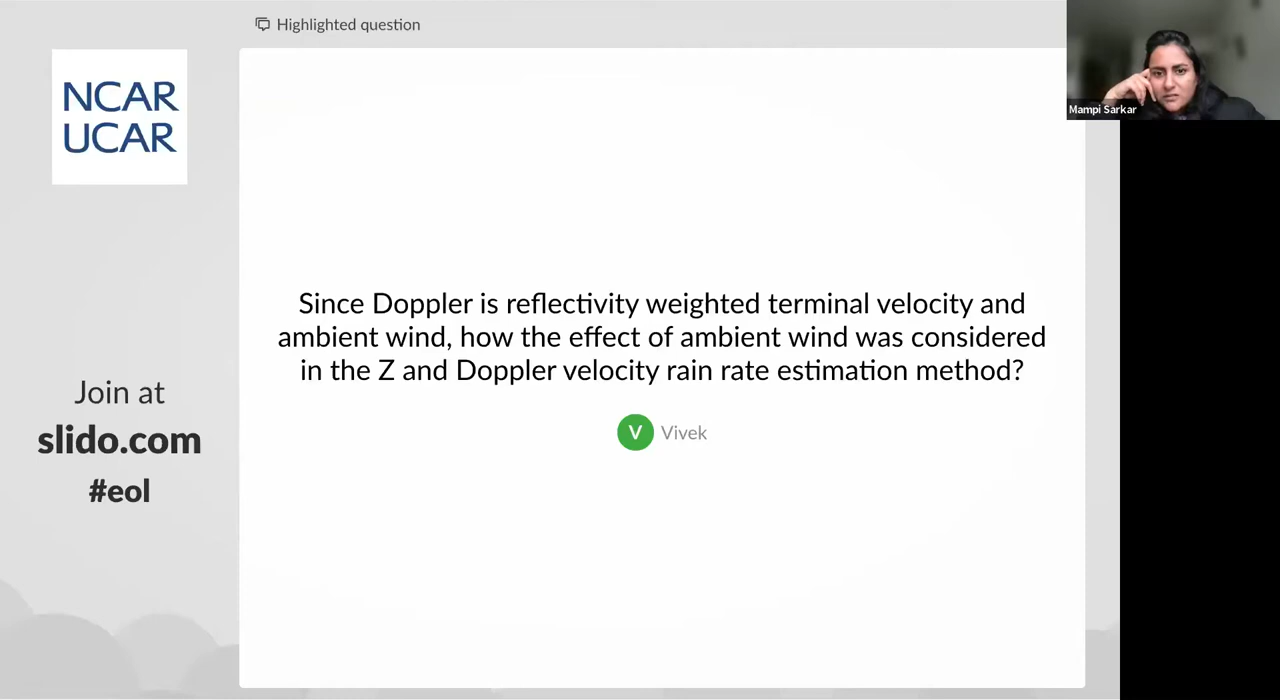 Highlighted question
NCAR
UCAR
Mampi Sarkar
Since Doppler is reflectivity weighted terminal velocity and
ambient wind, how the effect of ambient wind was considered
in the Z and Doppler velocity rain rate estimation method?
V Vivek
Join at
slido.com
#eol